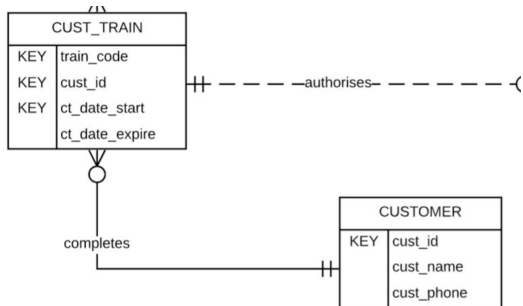 CUST_TRAIN
KEY train_code
KEY cust_id
KEY ct_date_start
ct_date_expire
authorises
completes
CUSTOMER
KEY cust_id
cust_name
cust_phone